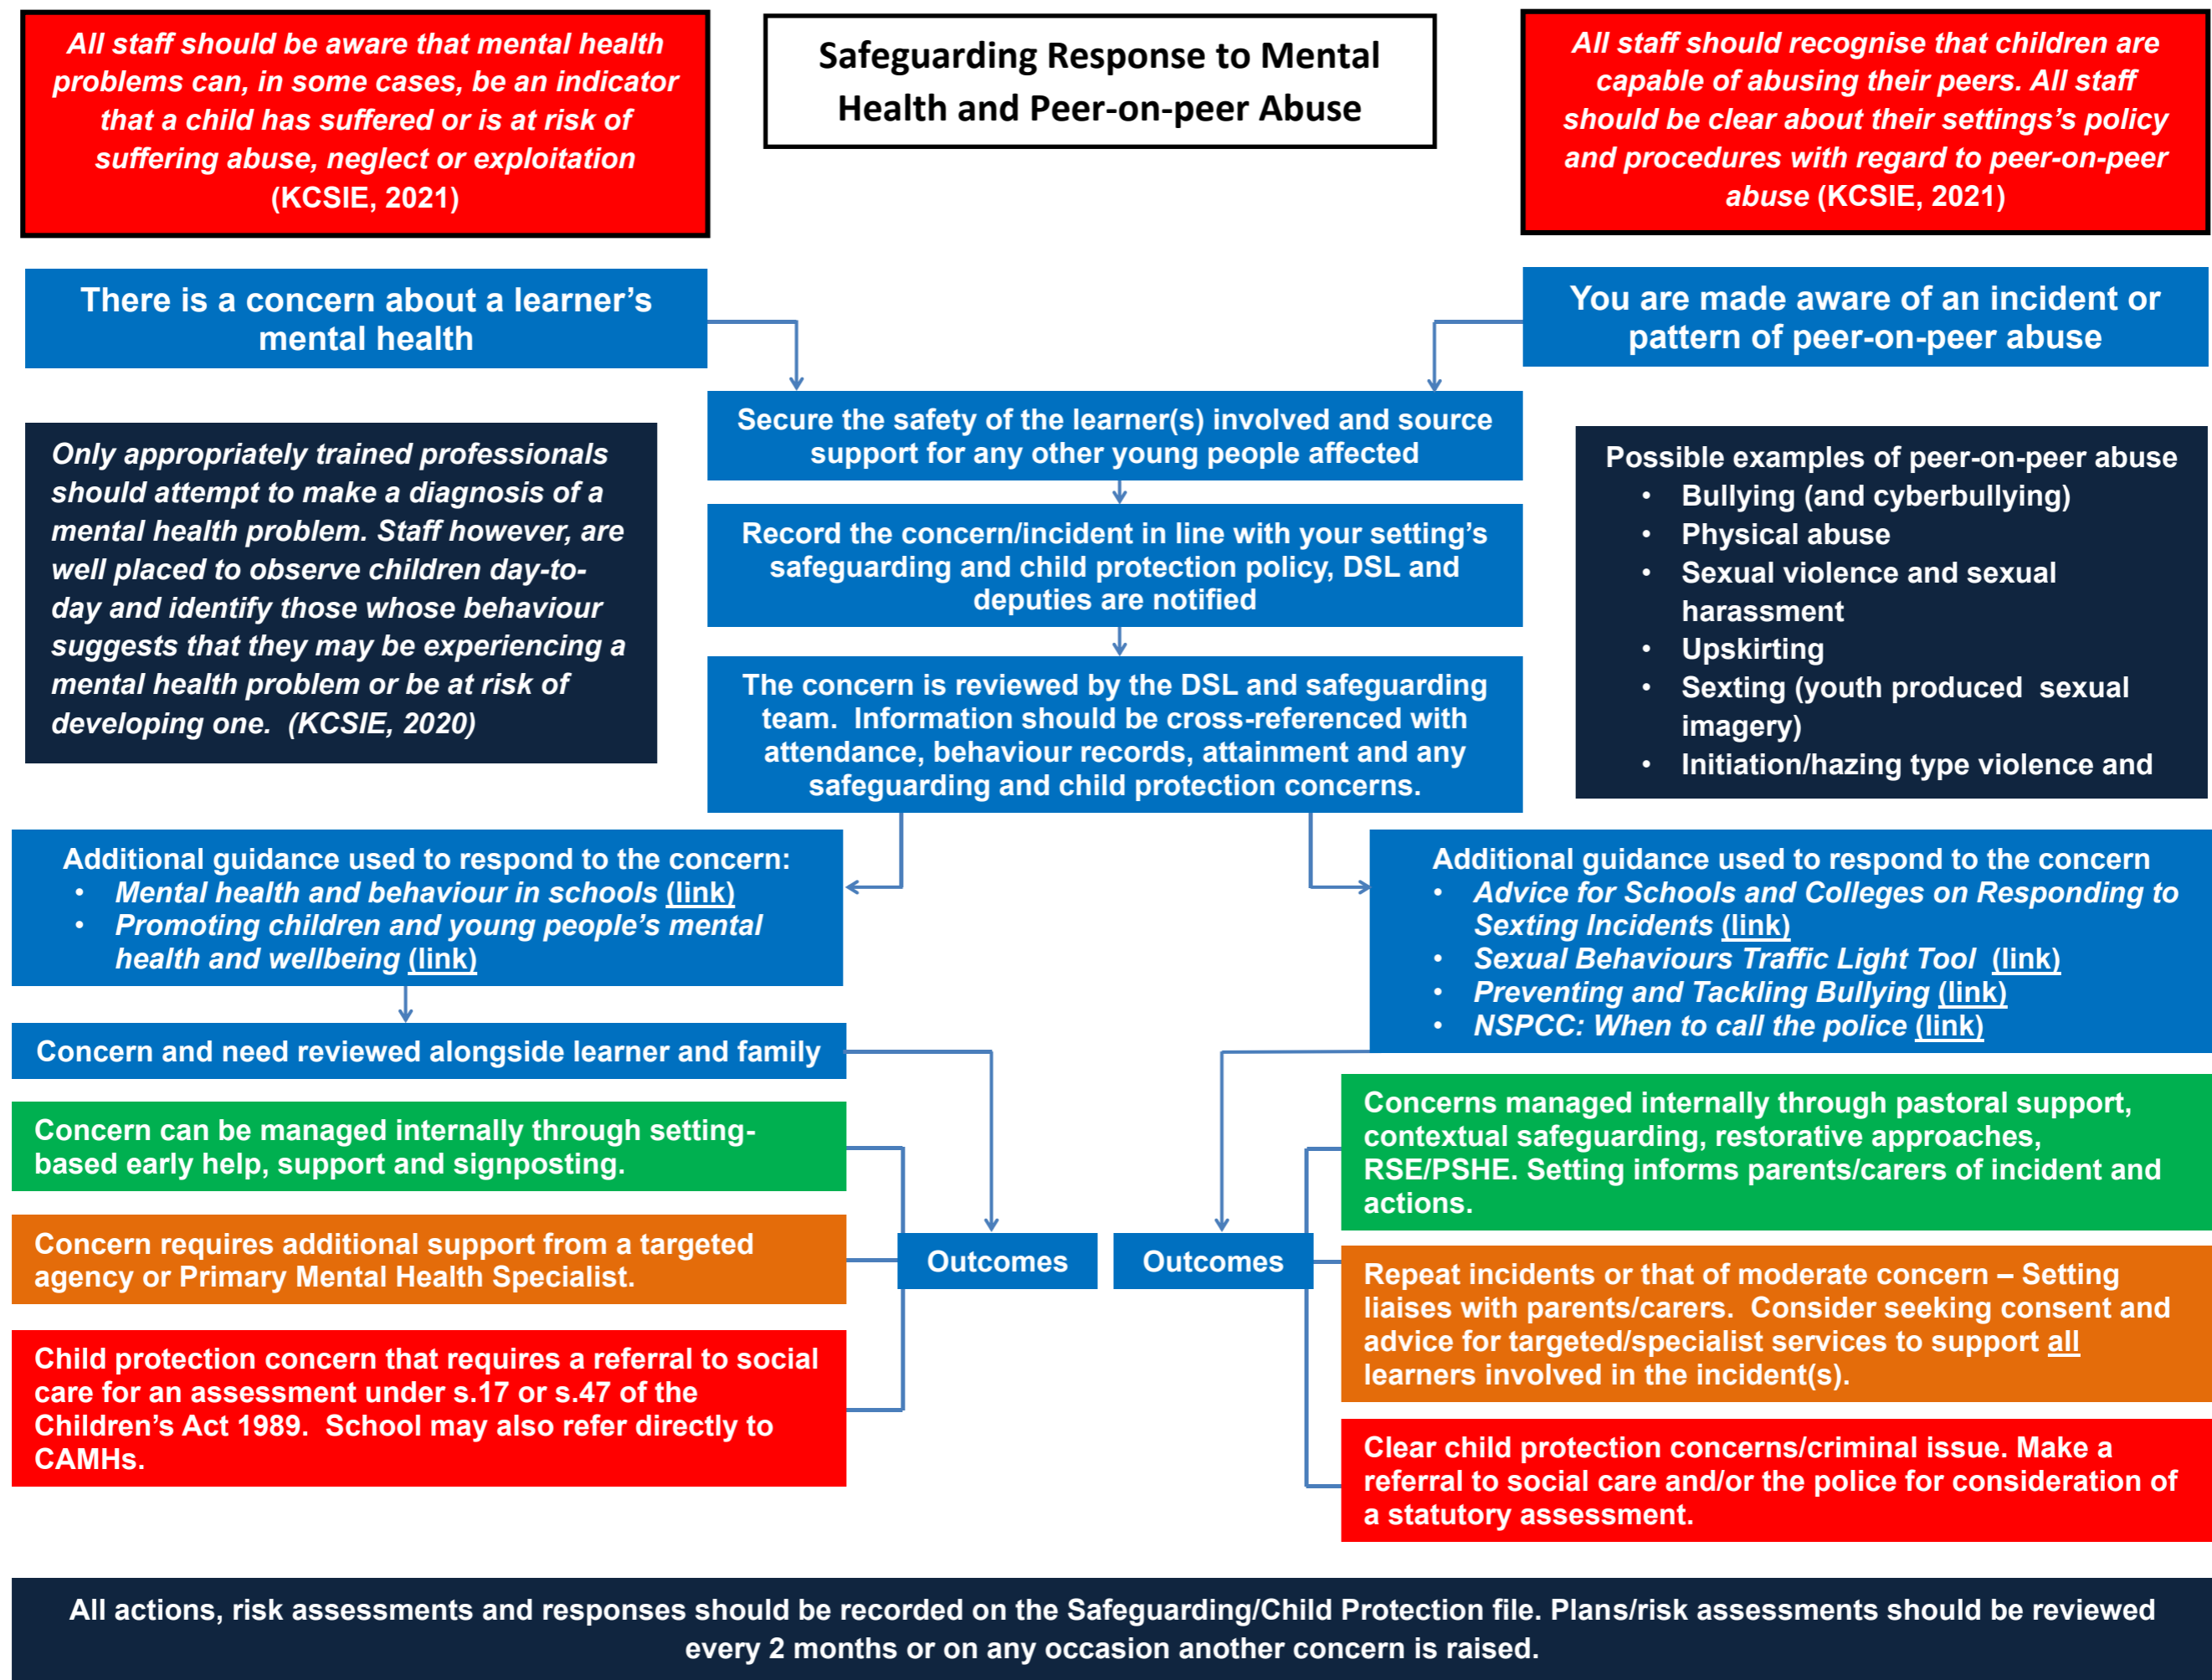 All staff should be aware that mental health
problems can, in some cases, be an indicator
that a child has suffered or is at risk of
suffering abuse, neglect or exploitation
(KCSIE, 2021)
Safeguarding Response to Mental
Health and Peer-on-peer Abuse
All staff should recognise that children are
capable of abusing their peers. All staff
should be clear about their settings's policy
and procedures with regard to peer-on-peer
abuse (KCSIE, 2021)
There is a concern about a learner’s
mental health
You are made aware of an incident or
pattern of peer-on-peer abuse
Secure the safety of the learner(s) involved and source
support for any other young people affected
Only appropriately trained professionals
should attempt to make a diagnosis of a
mental health problem. Staff however, are
well placed to observe children day-to-
day and identify those whose behaviour
suggests that they may be experiencing a
mental health problem or be at risk of
developing one.  (KCSIE, 2020)
Record the concern/incident in line with your setting’s
safeguarding and child protection policy, DSL and
deputies are notified
The concern is reviewed by the DSL and safeguarding
team.  Information should be cross-referenced with
attendance, behaviour records, attainment and any
safeguarding and child protection concerns.
Possible examples of peer-on-peer abuse
• Bullying (and cyberbullying)
• Physical abuse
• Sexual violence and sexual
harassment
• Upskirting
• Sexting (youth produced  sexual
imagery)
• Initiation/hazing type violence and
Additional guidance used to respond to the concern:
• Mental health and behaviour in schools (link)
• Promoting children and young people’s mental
health and wellbeing (link)
Additional guidance used to respond to the concern
• Advice for Schools and Colleges on Responding to
Sexting Incidents (link)
• Sexual Behaviours Traffic Light Tool  (link)
• Preventing and Tackling Bullying (link)
• NSPCC: When to call the police (link)
Concern and need reviewed alongside learner and family
Concern can be managed internally through setting-
based early help, support and signposting.
Concern requires additional support from a targeted
agency or Primary Mental Health Specialist.
Child protection concern that requires a referral to social
care for an assessment under s.17 or s.47 of the
Children’s Act 1989.  School may also refer directly to
CAMHs.
Outcomes
Outcomes
Concerns managed internally through pastoral support,
contextual safeguarding, restorative approaches,
RSE/PSHE. Setting informs parents/carers of incident and
actions.
Repeat incidents or that of moderate concern – Setting
liaises with parents/carers.  Consider seeking consent and
advice for targeted/specialist services to support all
learners involved in the incident(s).
Clear child protection concerns/criminal issue. Make a
referral to social care and/or the police for consideration of
a statutory assessment.
All actions, risk assessments and responses should be recorded on the Safeguarding/Child Protection file. Plans/risk assessments should be reviewed
every 2 months or on any occasion another concern is raised.